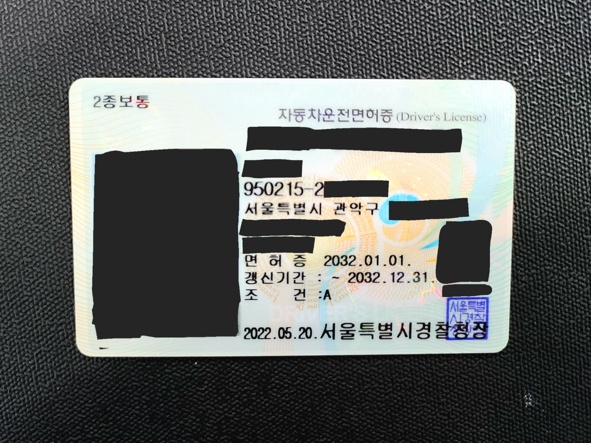 2종보통
자동차운전면허증 (Driver's License)
950215-2
서울특별시 관악구
면 허 증 2032.01.01.
갱신기간 : ~ 2032.12.31.
조 건 :A
2022.05.20. 서울특별시경찰청장
서울특별
시경찰